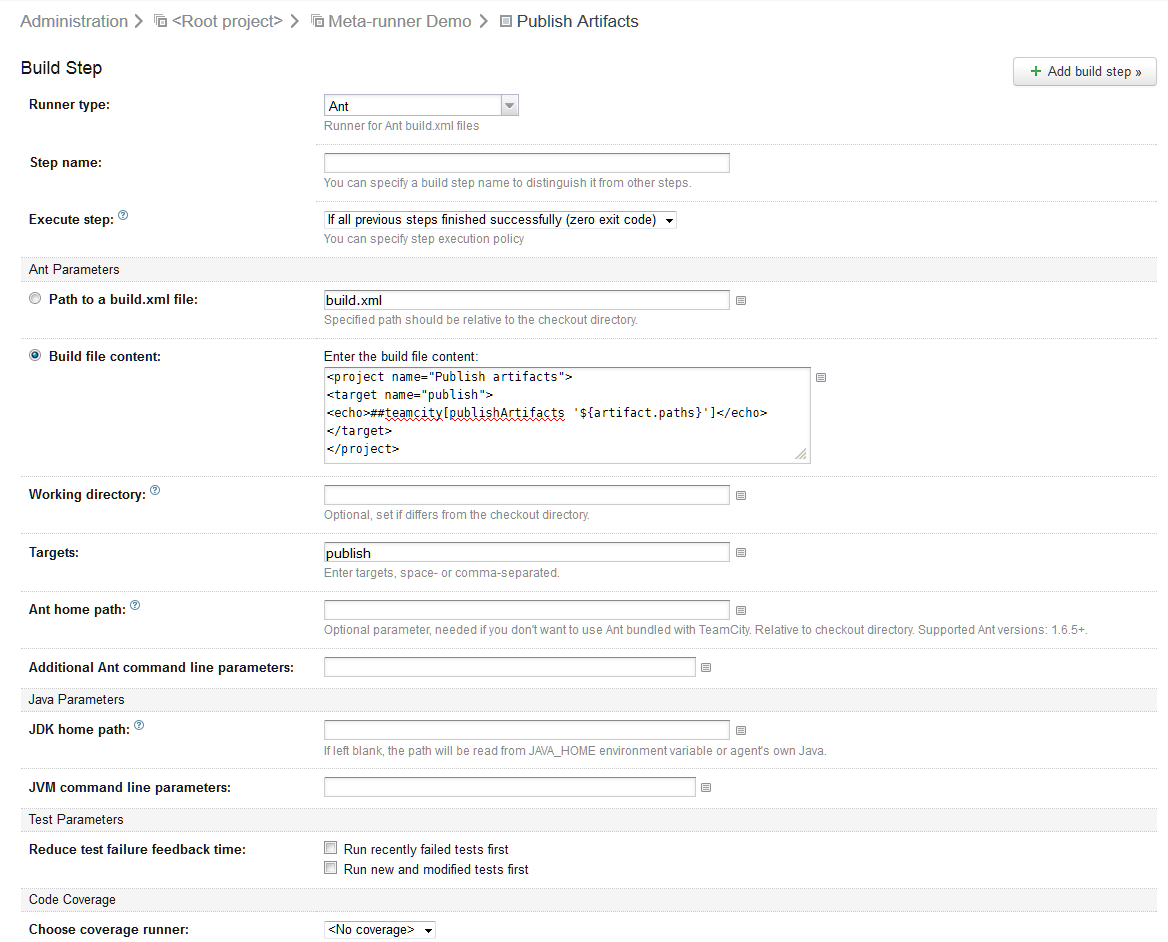 Administration > <Root project> > Meta-runner Demo > Publish Artifacts
Build Step
+ Add build step »
Runner type: Ant
Runner for Ant build.xml files
Step name:
You can specify a build step name to distinguish it from other steps.
Execute step: ? If all previous steps finished successfully (zero exit code)
You can specify step execution policy
Ant Parameters
Path to a build.xml file: build.xml
Specified path should be relative to the checkout directory.
Build file content: Enter the build file content:
<project name="Publish artifacts">
<target name="publish">
<echo>##teamcity[publishArtifacts '${artifact.paths}']</echo>
</target>
</project>
Working directory: ?
Optional, set if differs from the checkout directory.
Targets: publish
Enter targets, space- or comma-separated.
Ant home path: ?
Optional parameter, needed if you don't want to use Ant bundled with TeamCity. Relative to checkout directory. Supported Ant versions: 1.6.5+.
Additional Ant command line parameters:
Java Parameters
JDK home path: ?
If left blank, the path will be read from JAVA_HOME environment variable or agent's own Java.
JVM command line parameters:
Test Parameters
Reduce test failure feedback time: Run recently failed tests first
Run new and modified tests first
Code Coverage
Choose coverage runner: <No coverage>